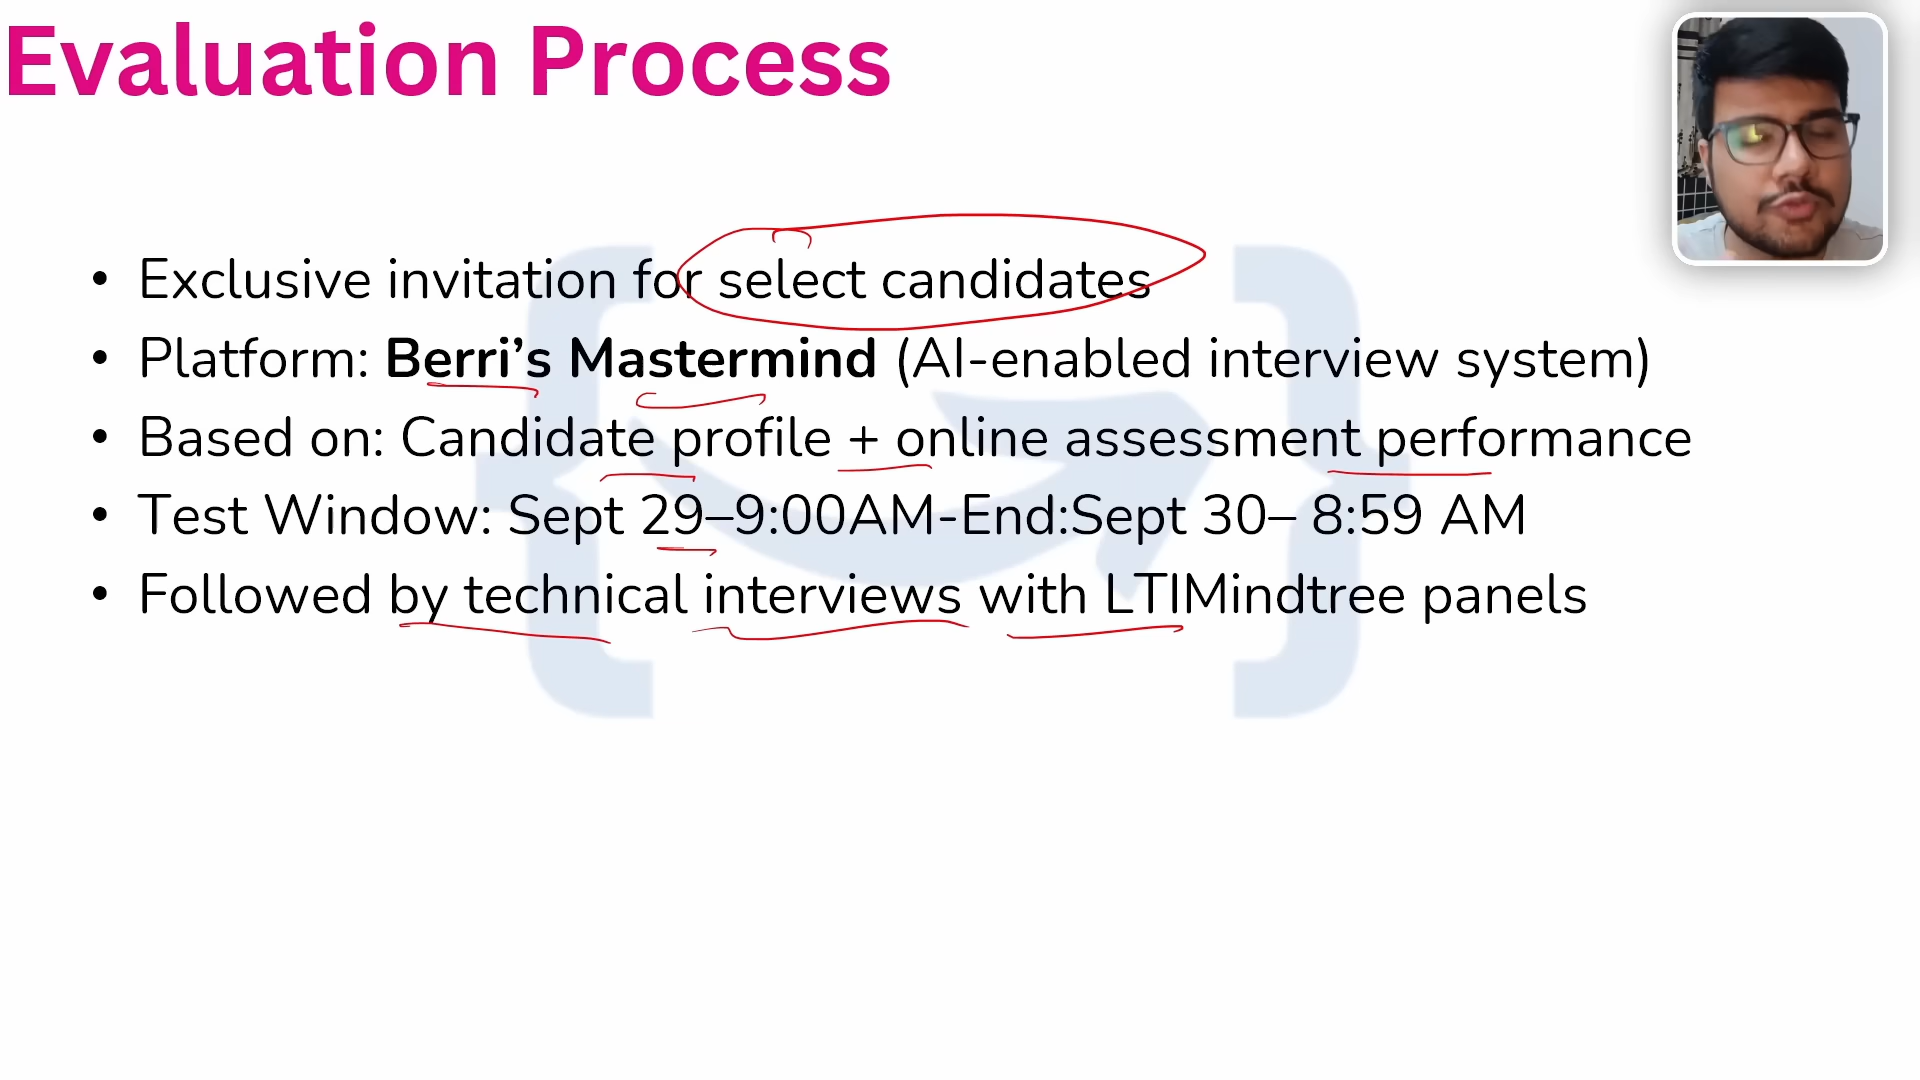 Evaluation Process
• Exclusive invitation for select candidates
• Platform: Berri’s Mastermind (AI-enabled interview system)
• Based on: Candidate profile + online assessment performance
• Test Window: Sept 29–9:00AM-End:Sept 30– 8:59 AM
• Followed by technical interviews with LTIMindtree panels